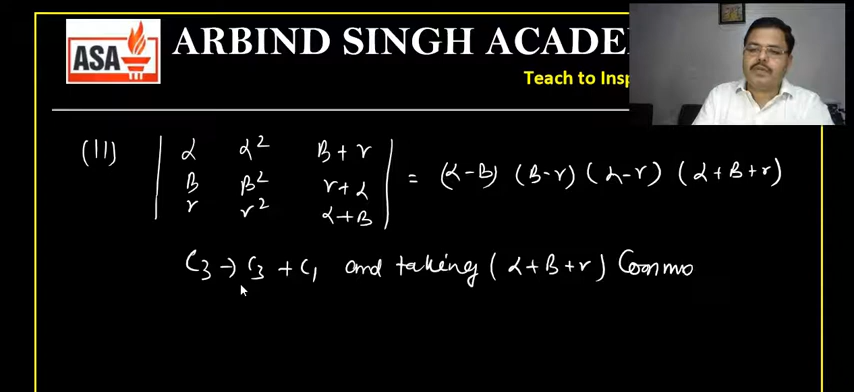 ASA
ARBIND SINGH ACADE
Teach to Insp
(11) | α α² β + γ | = (α - β) (β - γ) (α - γ) (α + β + γ)
β β² γ + α
γ γ² α + β
C₃ → C₃ + C₁ and taking (α + β + γ) Commo